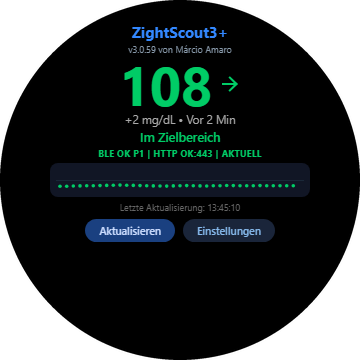 ZightScout3+
v3.0.59 von Márcio Amaro
108 →
+2 mg/dL • Vor 2 Min
Im Zielbereich
BLE OK P1 | HTTP OK:443 | AKTUELL
Letzte Aktualisierung: 13:45:10
Aktualisieren Einstellungen